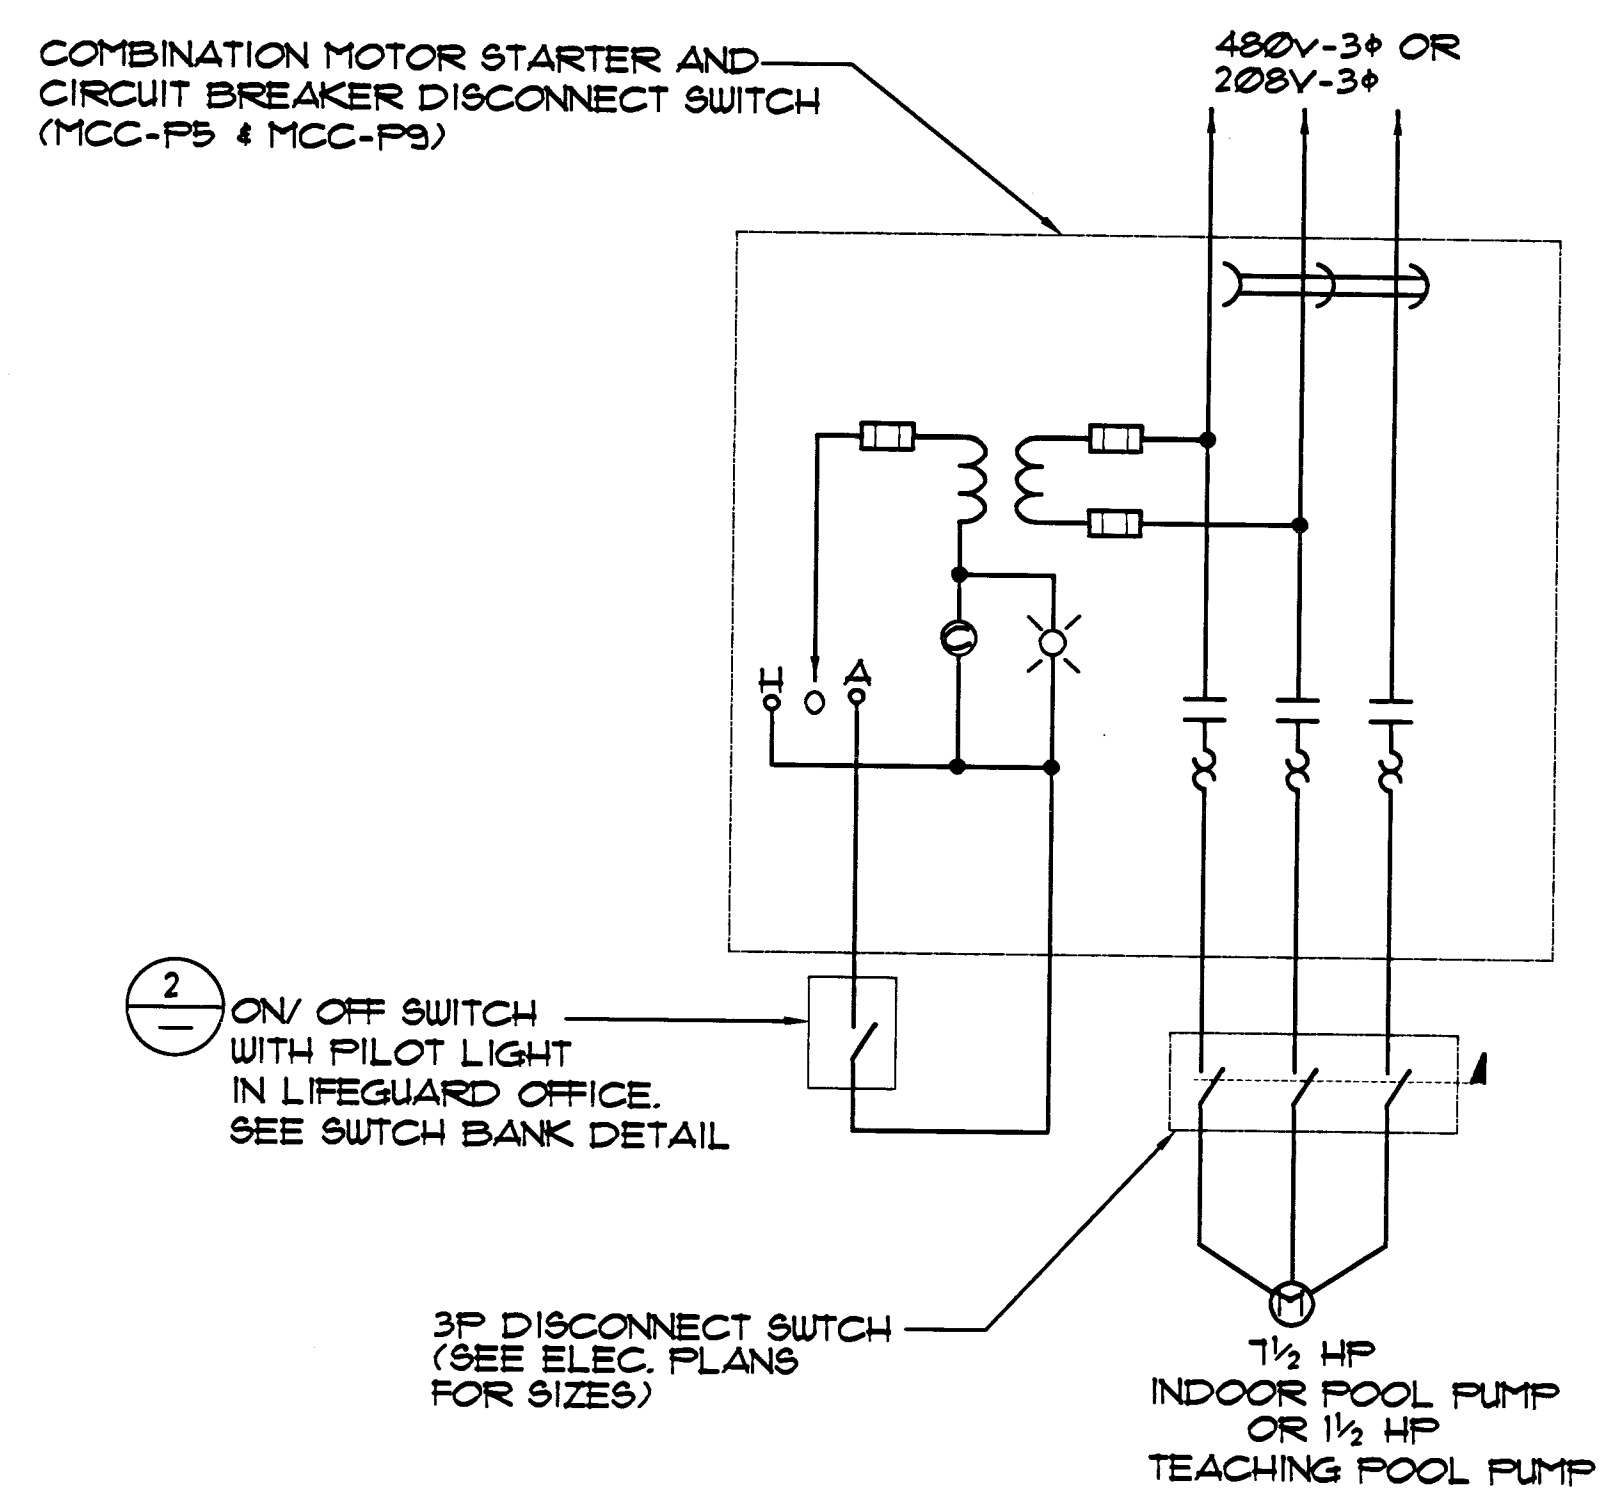 COMBINATION MOTOR STARTER AND
CIRCUIT BREAKER DISCONNECT SWITCH
(MCC-P5 & MCC-P9)
480V-3Φ OR
208V-3Φ
H
O
A
2
—
ON/ OFF SWITCH
WITH PILOT LIGHT
IN LIFEGUARD OFFICE.
SEE SWTCH BANK DETAIL
3P DISCONNECT SWTCH
(SEE ELEC. PLANS
FOR SIZES)
M
7½ HP
INDOOR POOL PUMP
OR 1½ HP
TEACHING POOL PUMP